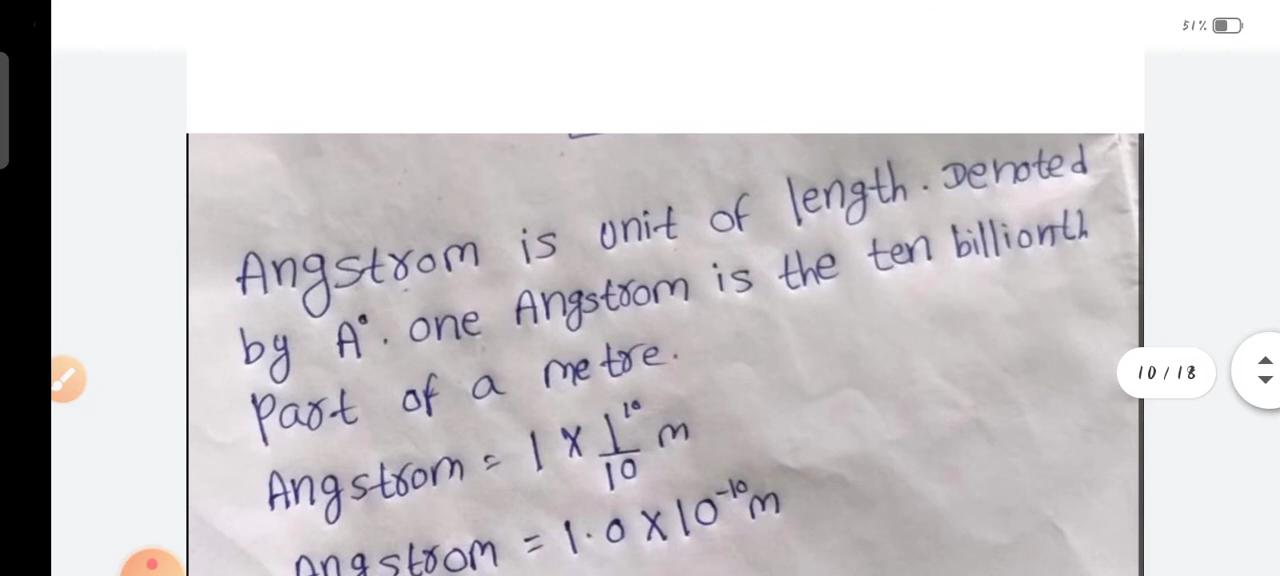 51%
Angstrom is unit of length. Denoted
by A°. one Angstrom is the ten billionth
part of a metre.
Angstrom = 1 x 1/10 ¹⁰ m
Angstrom = 1.0 x 10⁻¹⁰ m
10 / 18